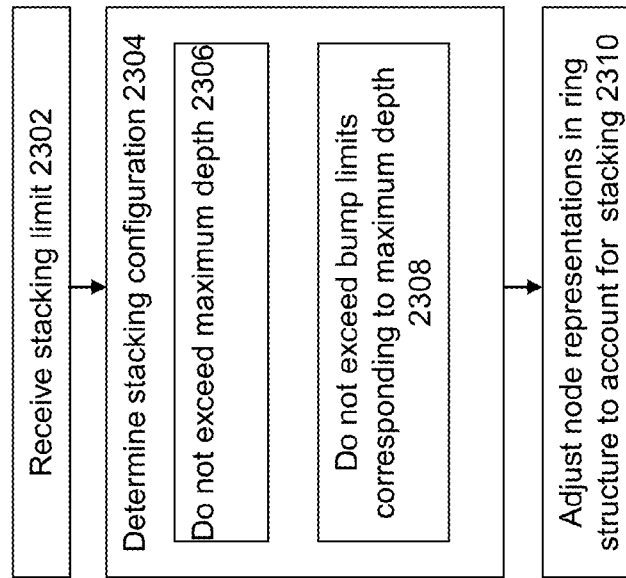 Receive stacking limit 2302
Determine stacking configuration 2304
Do not exceed maximum depth 2306
Do not exceed bump limits
corresponding to maximum depth
2308
Adjust node representations in ring
structure to account for stacking 2310